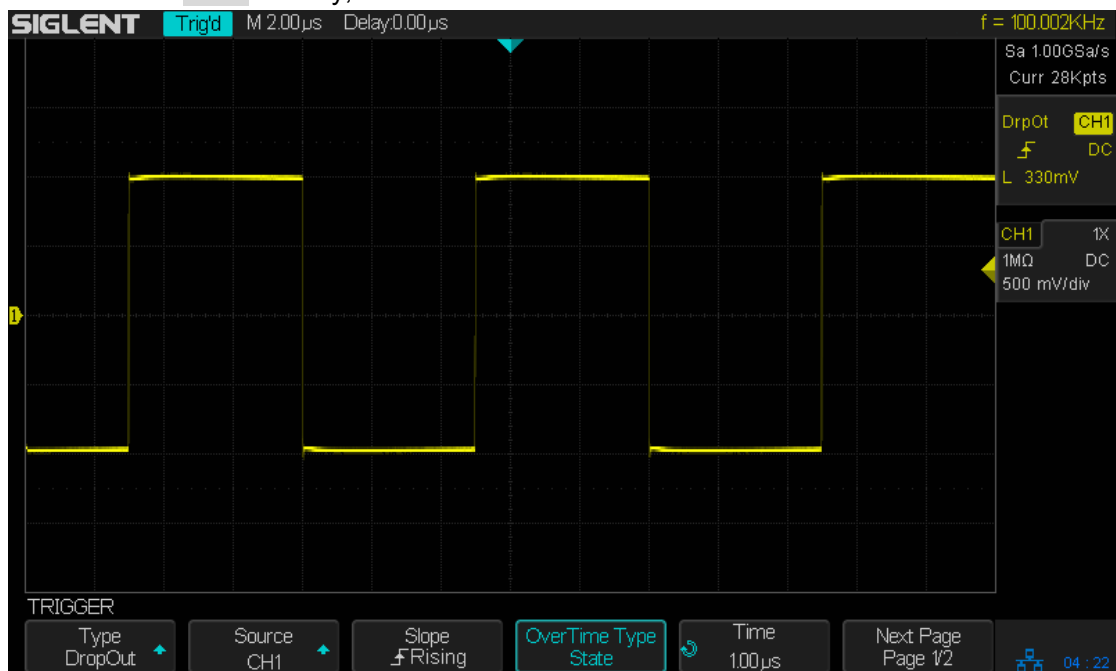 SIGLENT Trig'd M 2.00μs Delay:0.00μs f = 100.002KHz
Sa 1.00GSa/s
Curr 28Kpts
DrpOt CH1
DC
L 330mV
CH1 1X
1MΩ DC
500 mV/div
1
TRIGGER
Type Source Slope OverTime Type Time Next Page
DropOut CH1 Rising State 1.00μs Page 1/2
04 : 22